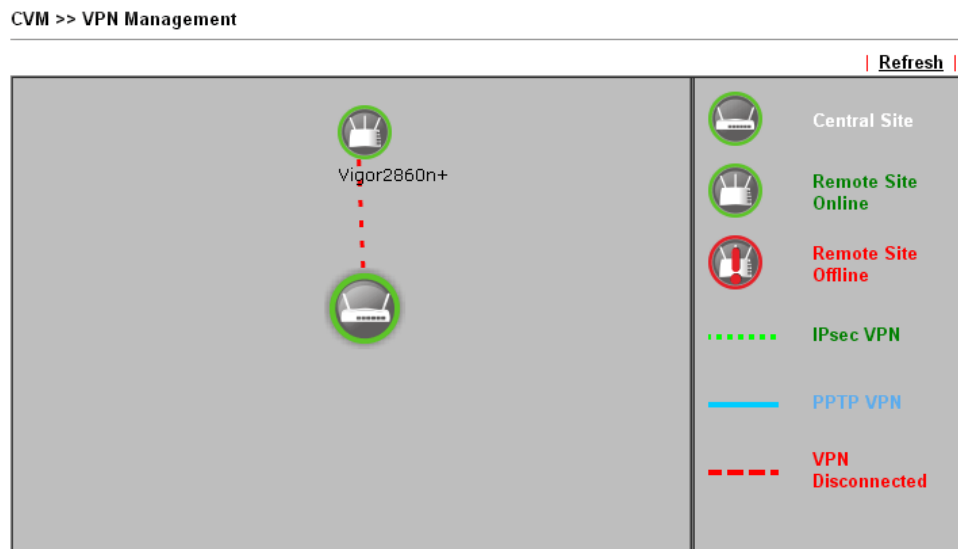 CVM >> VPN Management
| Refresh |
Vigor2860n+
Central Site
Remote Site
Online
Remote Site
Offline
IPsec VPN
PPTP VPN
VPN
Disconnected